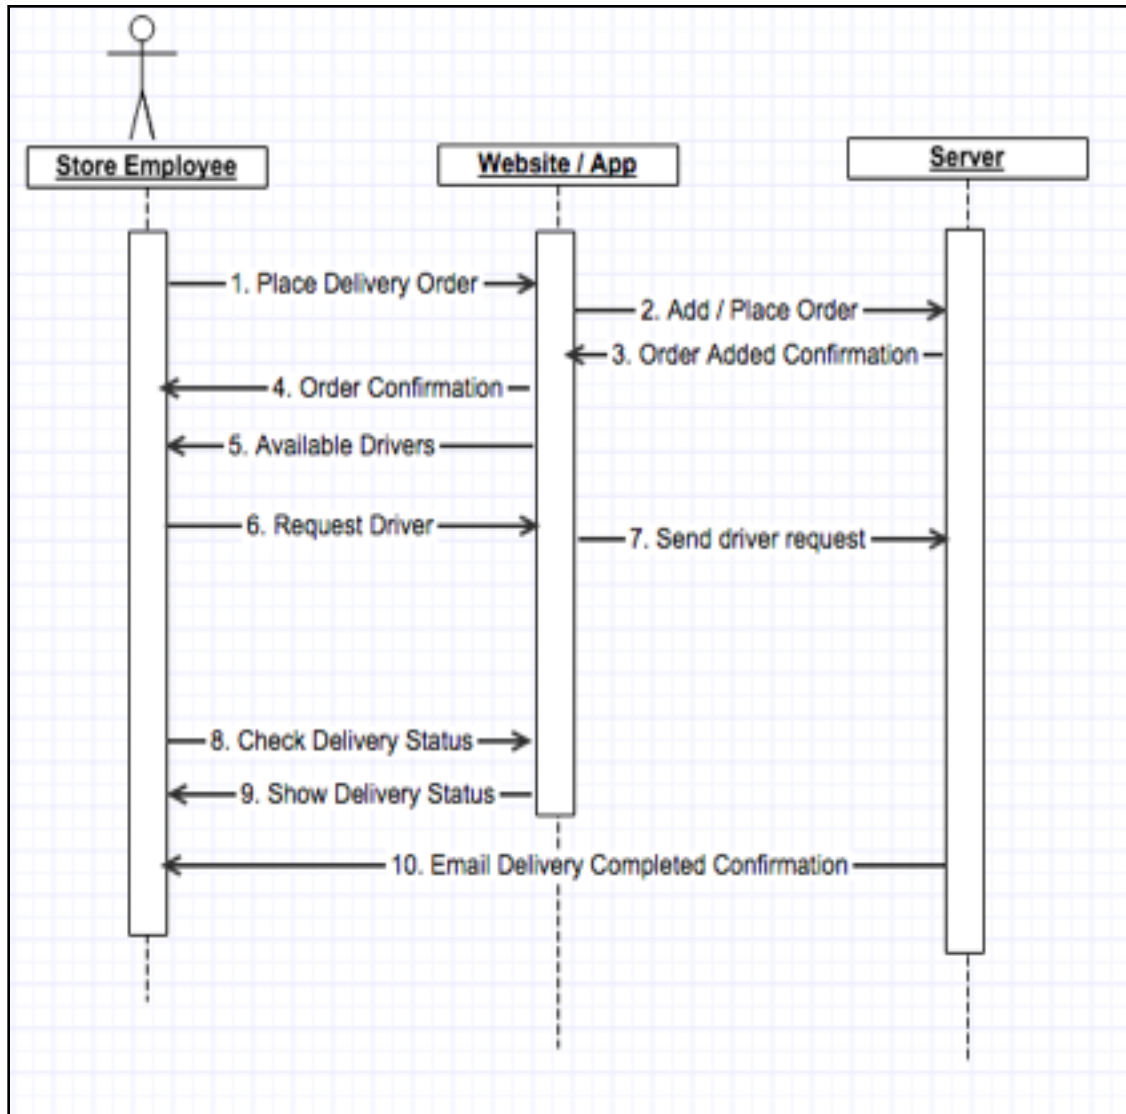 Store Employee
Website / App
Server
1. Place Delivery Order
2. Add / Place Order
3. Order Added Confirmation
4. Order Confirmation
5. Available Drivers
6. Request Driver
7. Send driver request
8. Check Delivery Status
9. Show Delivery Status
10. Email Delivery Completed Confirmation